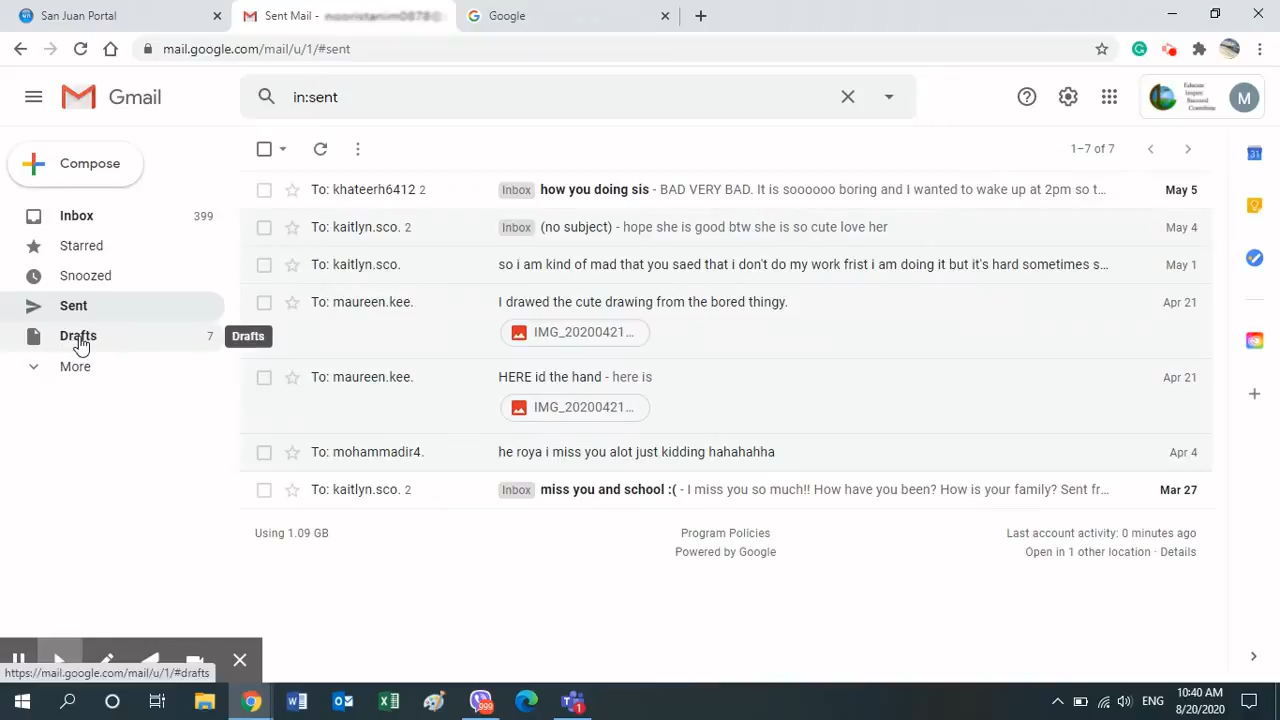 San Juan Portal
Sent Mail -
Google
mail.google.com/mail/u/1/#sent
Gmail
in:sent
M
Compose
1–7 of 7
31
Inbox 399
Starred
Snoozed
Sent
Drafts 7
Drafts
More
To: khateerh6412 2 Inbox how you doing sis - BAD VERY BAD. It is soooooo boring and I wanted to wake up at 2pm so t... May 5
To: kaitlyn.sco. 2 Inbox (no subject) - hope she is good btw she is so cute love her May 4
To: kaitlyn.sco. so i am kind of mad that you saed that i don't do my work frist i am doing it but it's hard sometimes s... May 1
To: maureen.kee. I drawed the cute drawing from the bored thingy. Apr 21
IMG_20200421...
To: maureen.kee. HERE id the hand - here is Apr 21
IMG_20200421...
To: mohammadir4. he roya i miss you alot just kidding hahahahha Apr 4
To: kaitlyn.sco. 2 Inbox miss you and school :( - I miss you so much!! How have you been? How is your family? Sent fr... Mar 27
Using 1.09 GB
Program Policies
Powered by Google
Last account activity: 0 minutes ago
Open in 1 other location · Details
https://mail.google.com/mail/u/1/#drafts
999
1
ENG
10:40 AM
8/20/2020